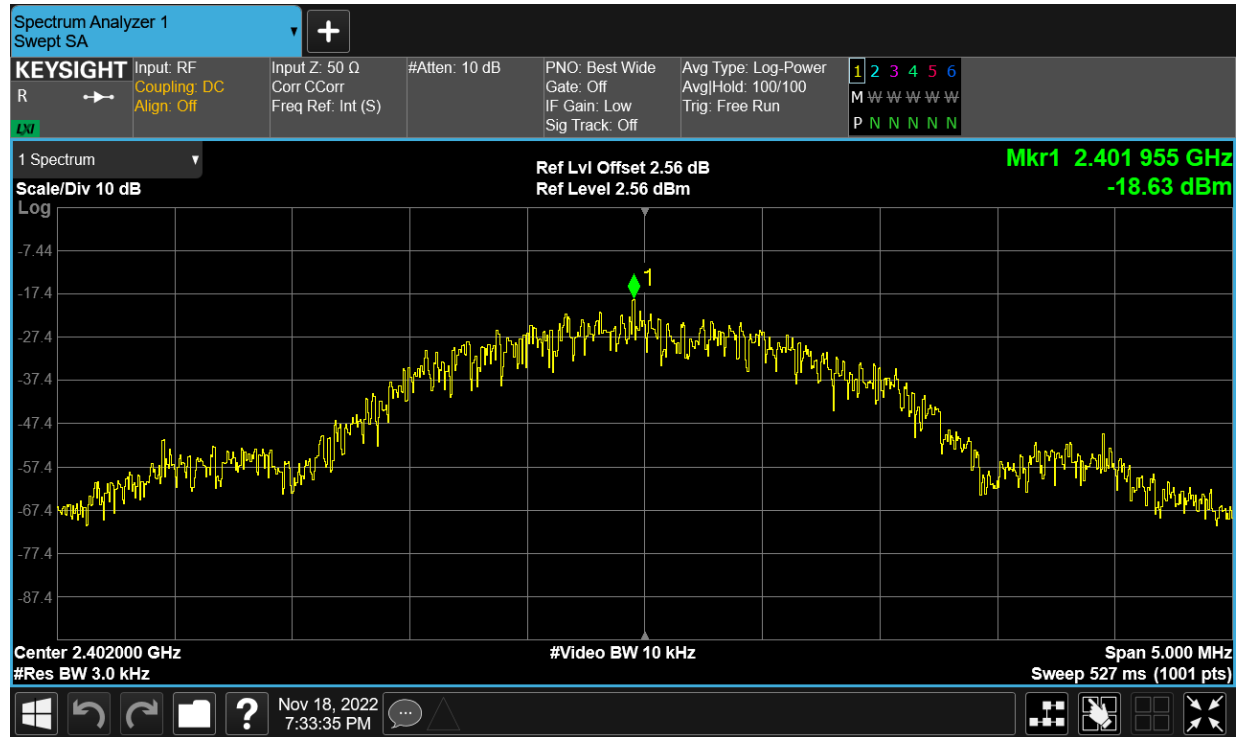 Spectrum Analyzer 1
Swept SA
KEYSIGHT Input: RF Input Z: 50 Ω #Atten: 10 dB PNO: Best Wide Avg Type: Log-Power 1 2 3 4 5 6
R Coupling: DC Corr CCorr Gate: Off Avg|Hold: 100/100 M W W W W W
Align: Off Freq Ref: Int (S) IF Gain: Low Trig: Free Run
LXI Sig Track: Off P N N N N N
1 Spectrum Ref Lvl Offset 2.56 dB Mkr1 2.401 955 GHz
Scale/Div 10 dB Ref Level 2.56 dBm -18.63 dBm
Log
-7.44
1
-17.4
-27.4
-37.4
-47.4
-57.4
-67.4
-77.4
-87.4
Center 2.402000 GHz #Video BW 10 kHz Span 5.000 MHz
#Res BW 3.0 kHz Sweep 527 ms (1001 pts)
? Nov 18, 2022
7:33:35 PM